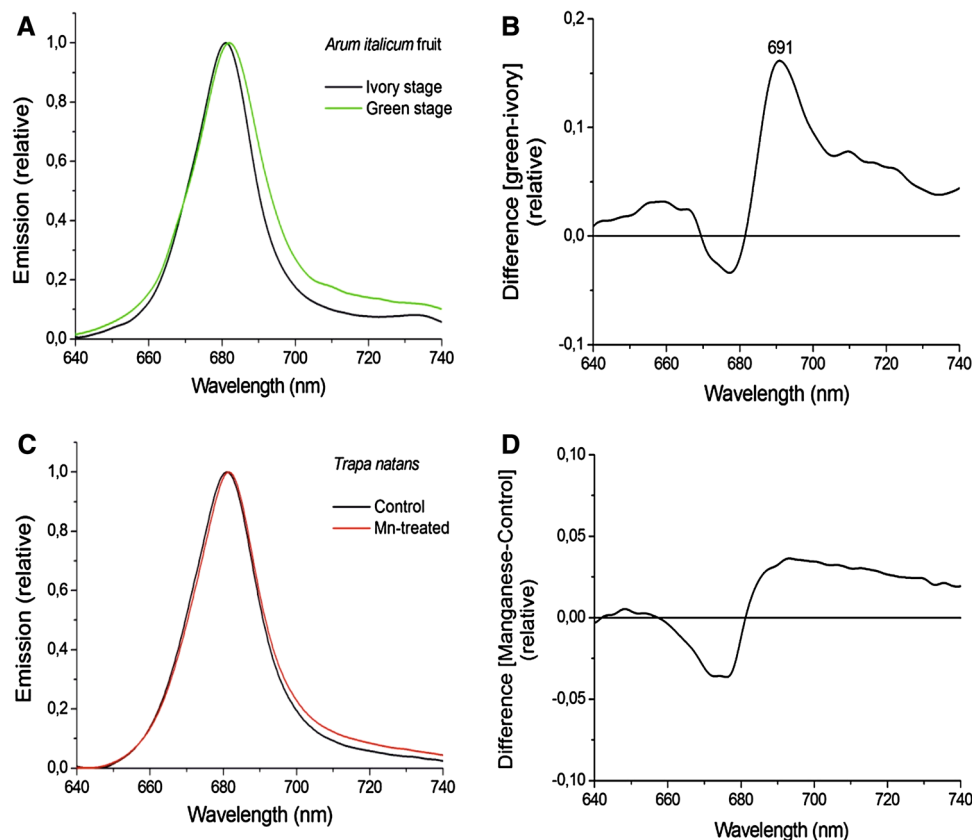 A
Arum italicum fruit
Ivory stage
Green stage
Emission (relative)
1,0
0,8
0,6
0,4
0,2
0,0
640 660 680 700 720 740
Wavelength (nm)
B
691
Difference [green-ivory]
(relative)
0,2
0,1
0,0
-0,1
640 660 680 700 720 740
Wavelength (nm)
C
Trapa natans
Control
Mn-treated
Emission (relative)
1,0
0,8
0,6
0,4
0,2
0,0
640 660 680 700 720 740
Wavelength (nm)
D
Difference [Manganese-Control]
(relative)
0,10
0,05
0,00
-0,05
-0,10
640 660 680 700 720 740
Wavelength (nm)